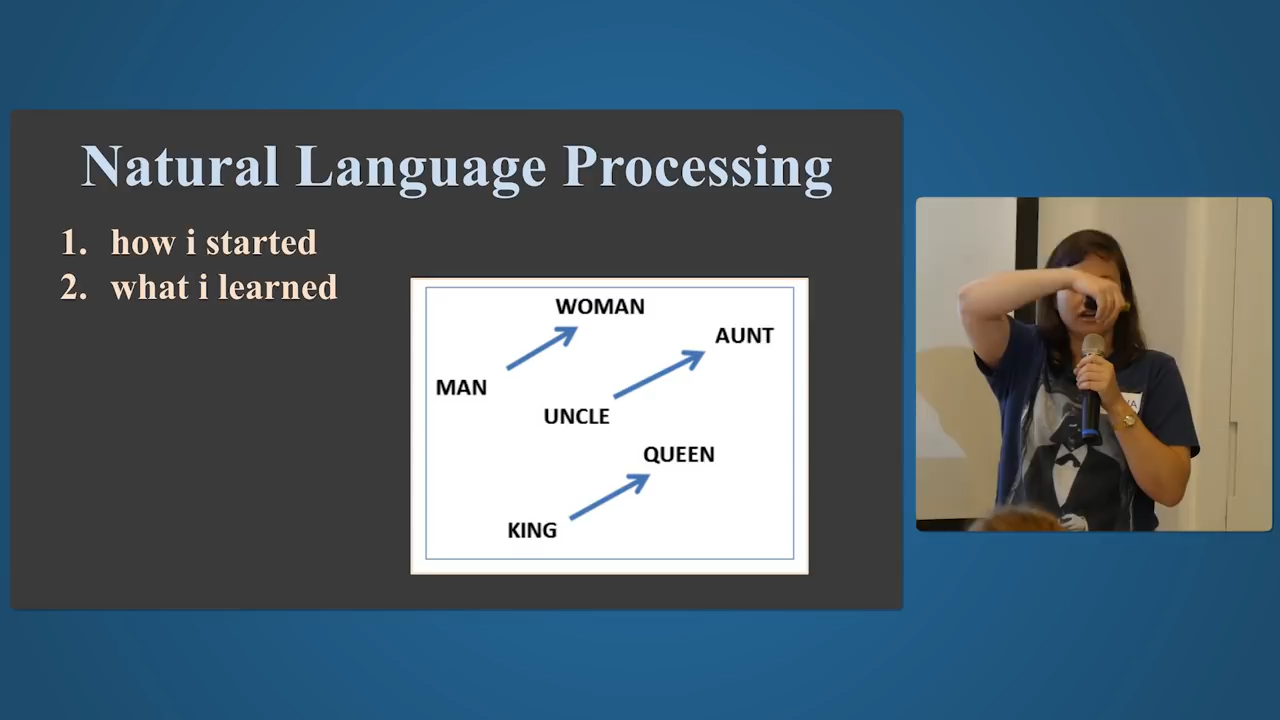 Natural Language Processing
1. how i started
2. what i learned
WOMAN
AUNT
MAN
UNCLE
QUEEN
KING